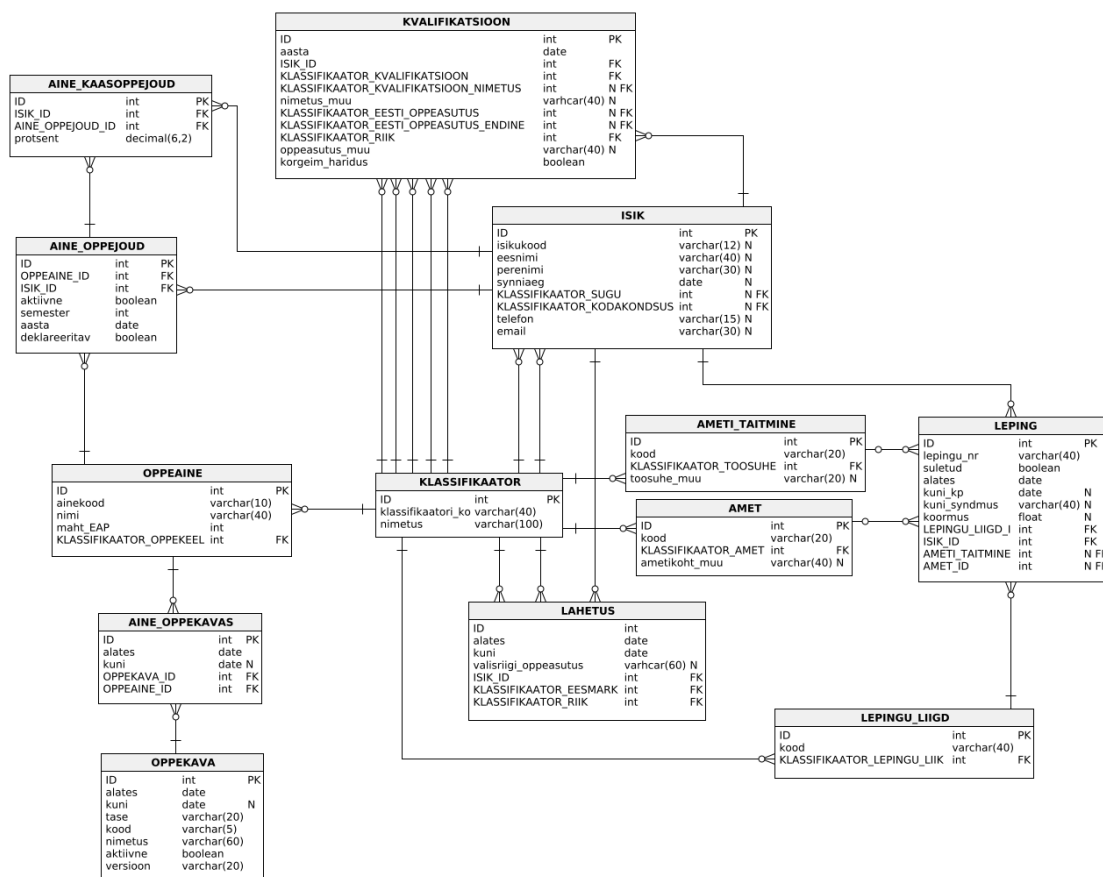 KVALIFIKATSIOON
ID int PK
aasta date
ISIK_ID int FK
KLASSIFIKAATOR_KVALIFIKATSIOON int FK
KLASSIFIKAATOR_KVALIFIKATSIOON_NIMETUS int N FK
nimetus_muu varhcar(40) N
KLASSIFIKAATOR_EESTI_OPPEASUTUS int N FK
KLASSIFIKAATOR_EESTI_OPPEASUTUS_ENDINE int N FK
KLASSIFIKAATOR_RIIK int FK
oppeasutus_muu varchar(40) N
korgeim_haridus boolean
AINE_KAASOPPEJOUD
ID int PK
ISIK_ID int FK
AINE_OPPEJOUD_ID int FK
protsent decimal(6,2)
ISIK
ID int PK
isikukood varchar(12) N
eesnimi varchar(40) N
perenimi varchar(30) N
synniaeg date N
KLASSIFIKAATOR_SUGU int N FK
KLASSIFIKAATOR_KODAKONDSUS int N FK
telefon varchar(15) N
email varchar(30) N
AINE_OPPEJOUD
ID int PK
OPPEAINE_ID int FK
ISIK_ID int FK
aktiivne boolean
semester int
aasta date
deklareeritav boolean
AMETI_TAITMINE
ID int PK
kood varchar(20)
KLASSIFIKAATOR_TOOSUHE int FK
toosuhe_muu varchar(20) N
LEPING
ID int PK
lepingu_nr varchar(40)
suletud boolean
alates date
kuni_kp date N
kuni_syndmus varchar(40) N
koormus float N
LEPINGU_LIIGD_I int FK
ISIK_ID int FK
AMETI_TAITMINE int N FK
AMET_ID int N FK
OPPEAINE
ID int PK
ainekood varchar(10)
nimi varchar(40)
maht_EAP int
KLASSIFIKAATOR_OPPEKEEL int FK
KLASSIFIKAATOR
ID int PK
klassifikaatori_ko varchar(40)
nimetus varchar(100)
AMET
ID int PK
kood varchar(20)
KLASSIFIKAATOR_AMET int FK
ametikoht_muu varchar(40) N
AINE_OPPEKAVAS
ID int PK
alates date
kuni date N
OPPEKAVA_ID int FK
OPPEAINE_ID int FK
LAHETUS
ID int
alates date
kuni date
valisriigi_oppeasutus varhcar(60) N
ISIK_ID int FK
KLASSIFIKAATOR_EESMARK int FK
KLASSIFIKAATOR_RIIK int FK
LEPINGU_LIIGD
ID int PK
kood varchar(40)
KLASSIFIKAATOR_LEPINGU_LIIK int FK
OPPEKAVA
ID int PK
alates date
kuni date N
tase varchar(20)
kood varchar(5)
nimetus varchar(60)
aktiivne boolean
versioon varchar(20)